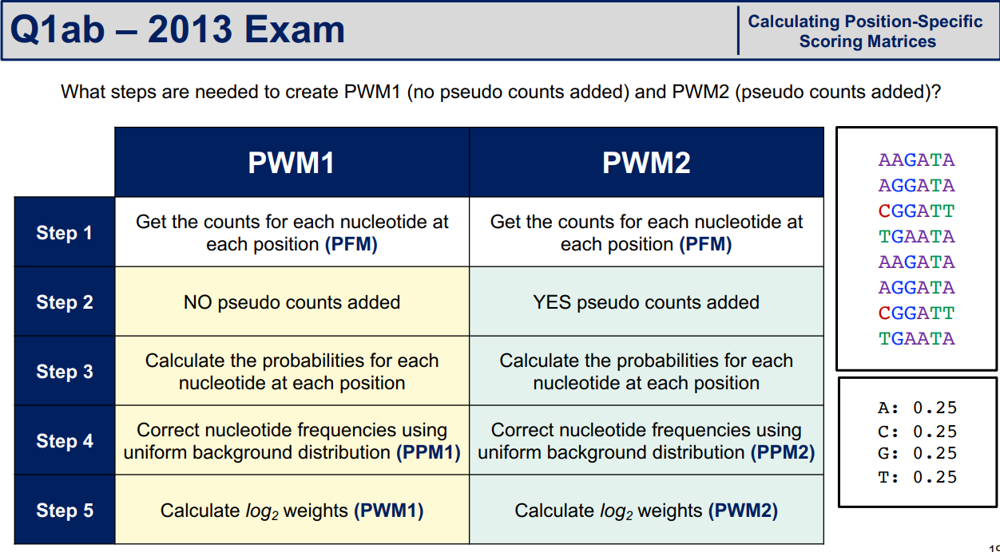 Q1ab – 2013 Exam
Calculating Position-Specific
Scoring Matrices
What steps are needed to create PWM1 (no pseudo counts added) and PWM2 (pseudo counts added)?
PWM1
PWM2
Step 1
Get the counts for each nucleotide at
each position (PFM)
Get the counts for each nucleotide at
each position (PFM)
Step 2
NO pseudo counts added
YES pseudo counts added
Step 3
Calculate the probabilities for each
nucleotide at each position
Calculate the probabilities for each
nucleotide at each position
Step 4
Correct nucleotide frequencies using
uniform background distribution (PPM1)
Correct nucleotide frequencies using
uniform background distribution (PPM2)
Step 5
Calculate log2 weights (PWM1)
Calculate log2 weights (PWM2)
AAGATA
AGGATA
CGGATT
TGAATA
AAGATA
AGGATA
CGGATT
TGAATA
A: 0.25
C: 0.25
G: 0.25
T: 0.25